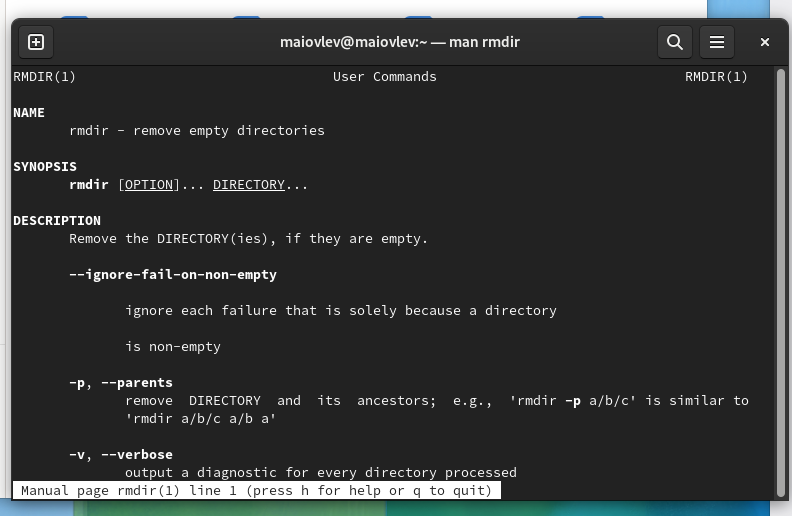 maiovlev@maiovlev:~ — man rmdir
RMDIR(1) User Commands RMDIR(1)
NAME
rmdir - remove empty directories
SYNOPSIS
rmdir [OPTION]... DIRECTORY...
DESCRIPTION
Remove the DIRECTORY(ies), if they are empty.
--ignore-fail-on-non-empty
ignore each failure that is solely because a directory
is non-empty
-p, --parents
remove DIRECTORY and its ancestors; e.g., 'rmdir -p a/b/c' is similar to
'rmdir a/b/c a/b a'
-v, --verbose
output a diagnostic for every directory processed
Manual page rmdir(1) line 1 (press h for help or q to quit)